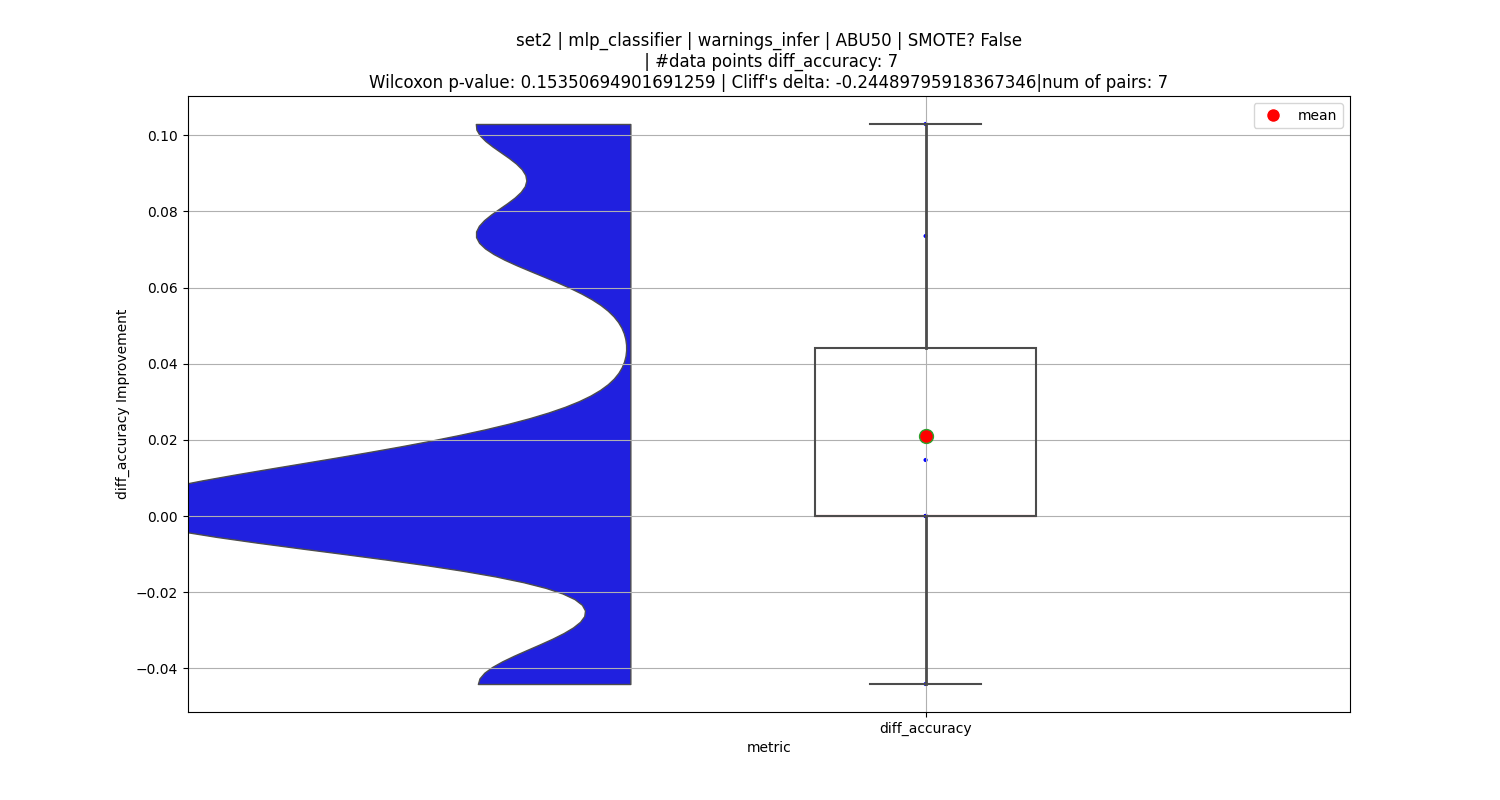 set2 | mlp_classifier | warnings_infer | ABU50 | SMOTE? False
| #data points diff_accuracy: 7
Wilcoxon p-value: 0.15350694901691259 | Cliff's delta: -0.24489795918367346|num of pairs: 7
mean
0.10
0.08
0.06
0.04
0.02
0.00
−0.02
−0.04
diff_accuracy Improvement
diff_accuracy
metric